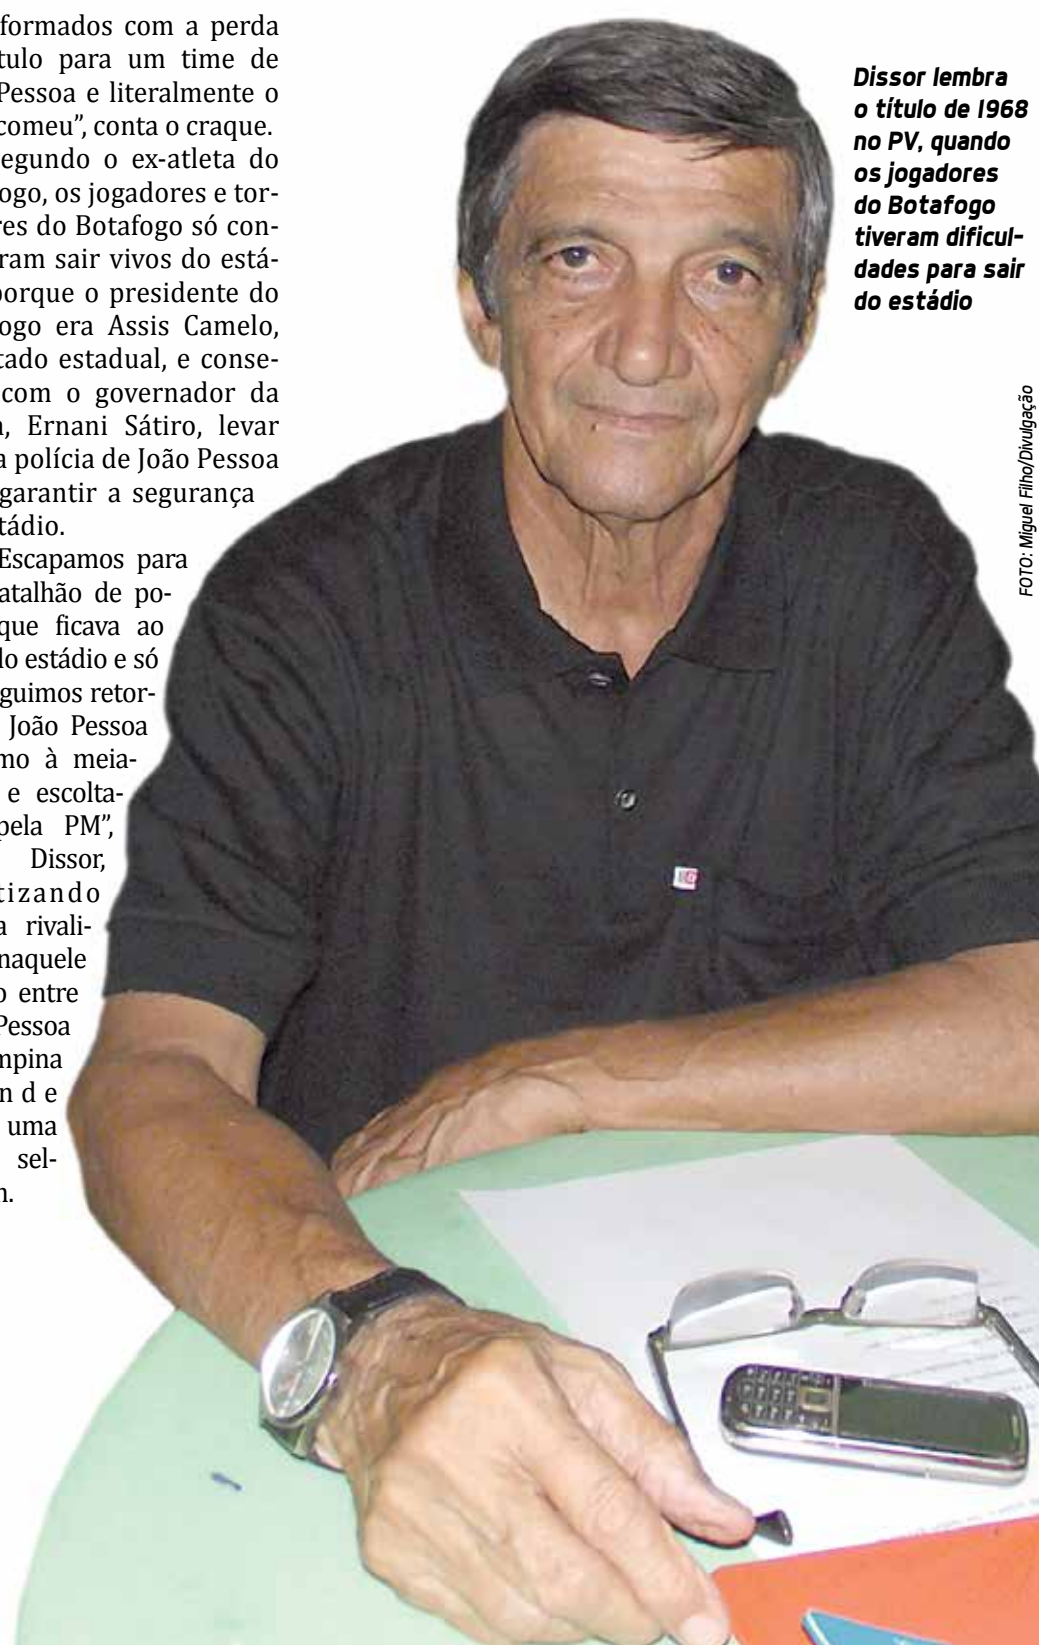 formados com a perda
tulo para um time de
Pessoa e literalmente o
comeu”, conta o craque.
egundo o ex-atleta do
ogo, os jogadores e tor-
res do Botafogo só con-
ram sair vivos do está-
porque o presidente do
ogo era Assis Camelo,
tado estadual, e conse-
com o governador da
a, Ernani Sátiro, levar
a polícia de João Pessoa
garantir a segurança
tádio.
Escapamos para
atalhão de po-
que ficava ao
do estádio e só
guimos retor-
João Pessoa
mo à meia-
e escolta-
pela PM”,
Dissor,
tizando
a rivali-
naquele
o entre
Pessoa
mpina
n d e
uma
sel-
m.
Dissor lembra
o título de 1968
no PV, quando
os jogadores
do Botafogo
tiveram dificul-
dades para sair
do estádio
FOTO: Miguel Filho/Divulgação